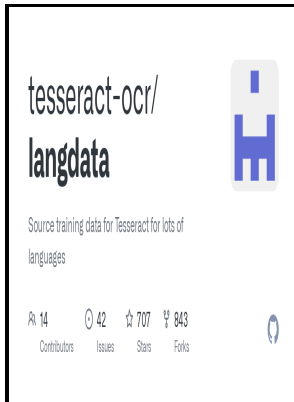 tesseract-ocr/
langdata
Source training data for Tesseract for lots of
languages
14 42 707 843
Contributors Issues Stars Forks